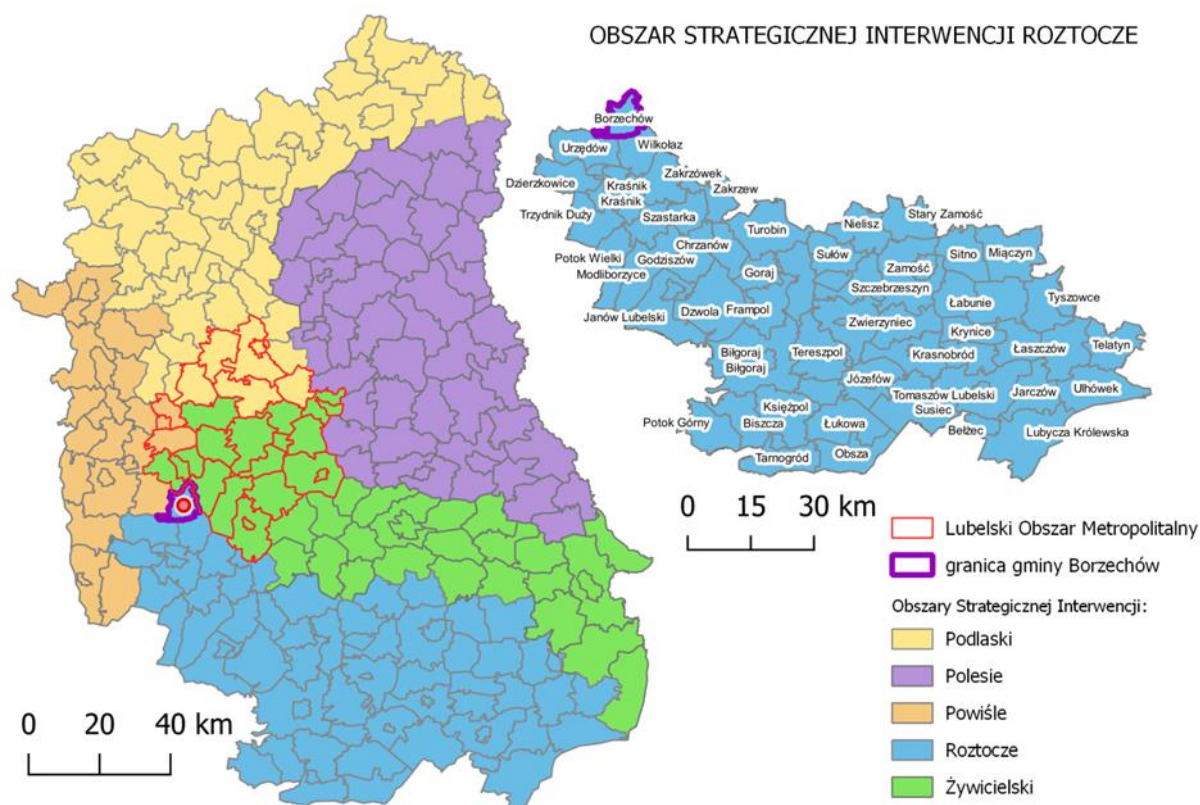 OBSZAR STRATEGICZNEJ INTERWENCJI ROZTOCZE
Borzechów
Urzędów
Wilkołaz
Zakrzówek
Dzierzkowice
Kraśnik
Zakrzew
Kraśnik
Trzydnik Duży
Szastarka
Stary Zamość
Turobin
Nielisz
Chrzanów
Potok Wielki
Godziszów
Sułów
Sitno
Miączyn
Modliborzyce
Goraj
Zamość
Szczebrzeszyn
Łabunie
Tyszowce
Janów Lubelski
Dzwola
Frampol
Zwierzyniec
Krynice
Telatyn
Biłgoraj
Tereszpol
Krasnobród
Łaszczów
Biłgoraj
Józefów
Tomaszów Lubelski
Jarczów
Ulhówek
Księżpol
Susiec
Potok Górny
Biszcza
Łukowa
Bełżec
Lubycza Królewska
Tarnogród
Obsza
0 15 30 km
Lubelski Obszar Metropolitalny
granica gminy Borzechów
Obszary Strategicznej Interwencji:
Podlaski
Polesie
Powiśle
Roztocze
Żywicielski
0 20 40 km